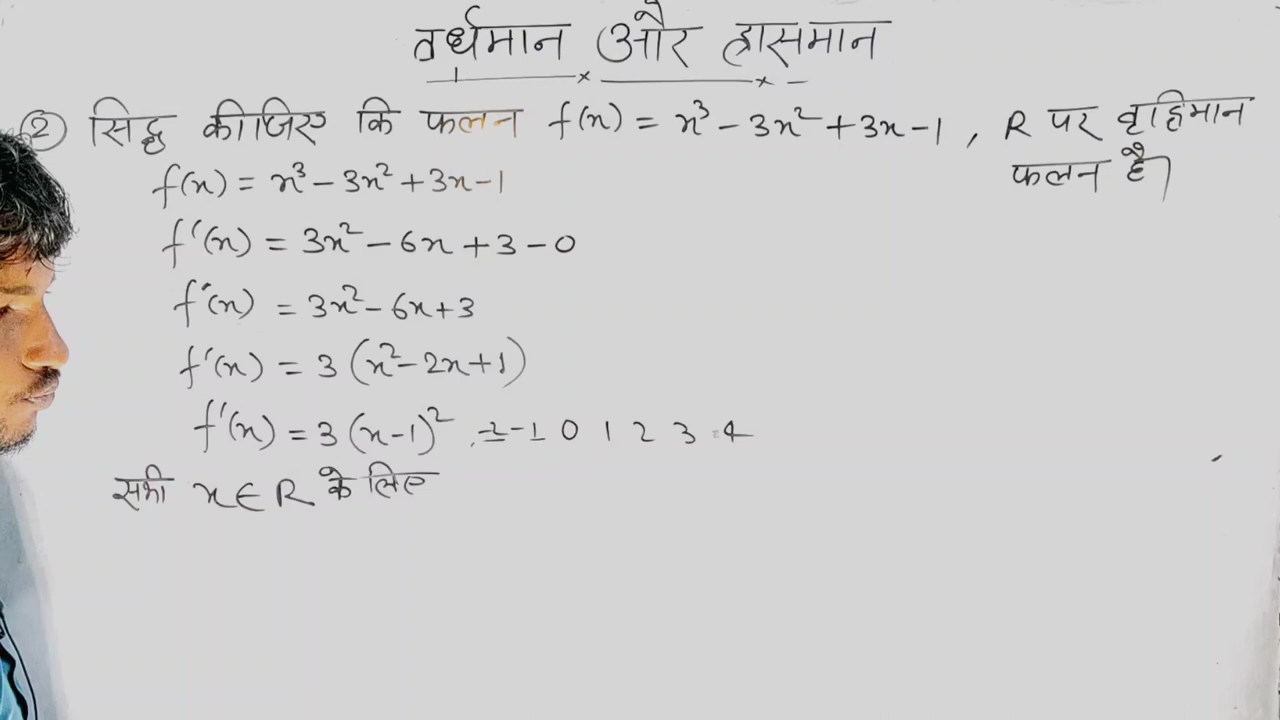 वर्धमान और ह्रासमान
② सिद्ध कीजिए कि फलन f(x) = x³ - 3x² + 3x - 1 , R पर वृद्धिमान
फलन है।
f(x) = x³ - 3x² + 3x - 1
f'(x) = 3x² - 6x + 3 - 0
f'(x) = 3x² - 6x + 3
f'(x) = 3 (x² - 2x + 1)
f'(x) = 3 (x - 1)² -2 -1 0 1 2 3 4
सभी x ∈ R के लिए